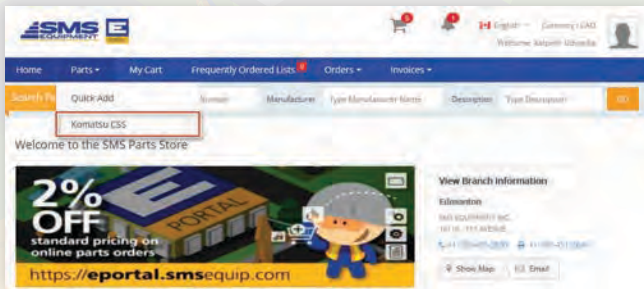 SMS E
EQUIPMENT
English Currency: CAD
Welcome
Home Parts My Cart Frequently Ordered Lists Orders Invoices
Search Quick Add Number Manufacturer Type Manufacturer Name Description Type Description GO
Komatsu CSS
Welcome to the SMS Parts Store
2%
OFF
standard pricing on
online parts orders
E PORTAL
https://eportal.smsequip.com
View Branch Information
Edmonton
SMS EQUIPMENT INC.
Show Map Email